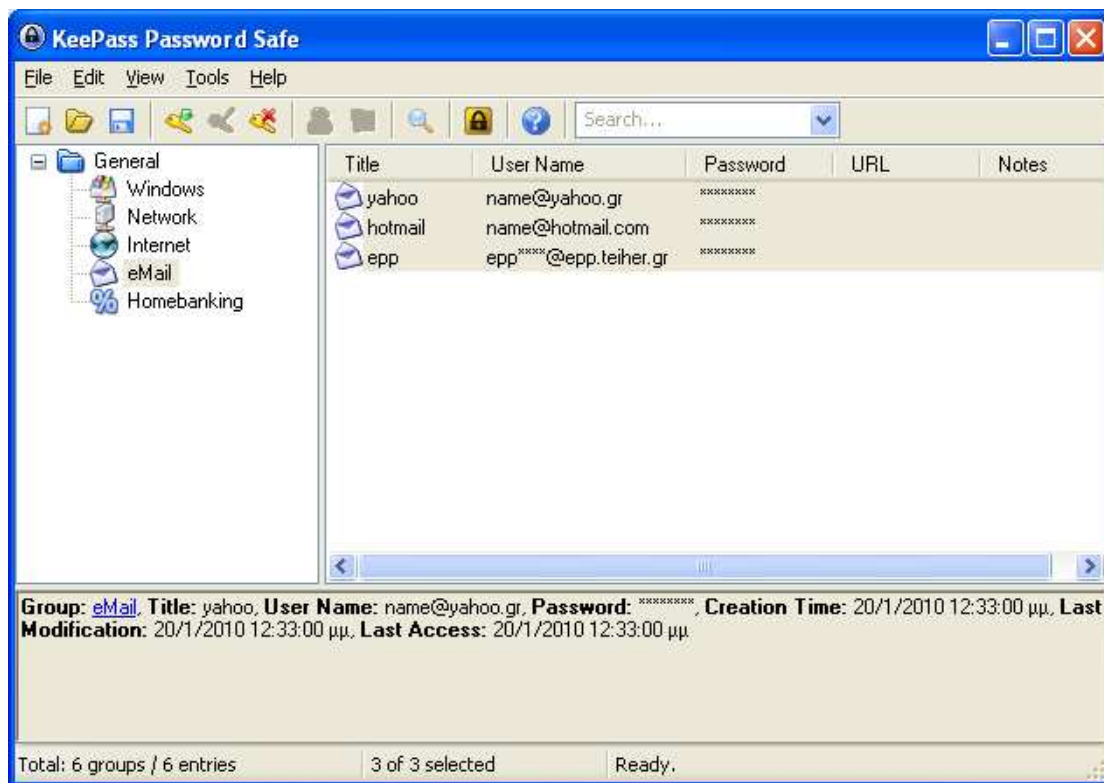 KeePass Password Safe
File Edit View Tools Help
Search...
General
Windows
Network
Internet
eMail
Homebanking
Title User Name Password URL Notes
yahoo name@yahoo.gr ********
hotmail name@hotmail.com ********
epp epp****@epp.teiher.gr ********
Group: eMail, Title: yahoo, User Name: name@yahoo.gr, Password: ********, Creation Time: 20/1/2010 12:33:00 μμ, Last
Modification: 20/1/2010 12:33:00 μμ, Last Access: 20/1/2010 12:33:00 μμ
Total: 6 groups / 6 entries 3 of 3 selected Ready.